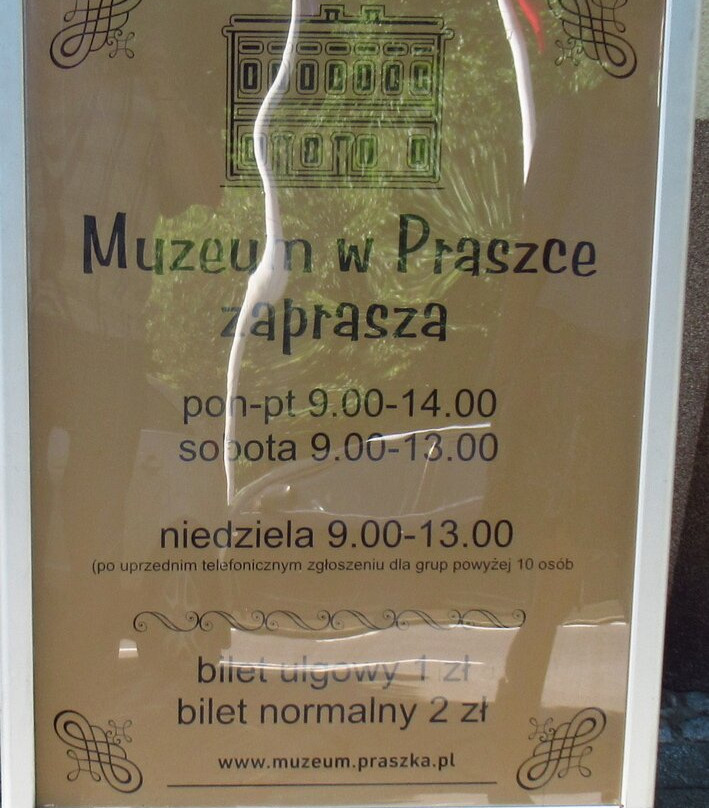 Muzeum w Praszce
zaprasza
pon-pt 9.00-14.00
sobota 9.00-13.00
niedziela 9.00-13.00
(po uprzednim telefonicznym zgłoszeniu dla grup powyżej 10 osób
bilet ulgowy 1 zł
bilet normalny 2 zł
www.muzeum.praszka.pl